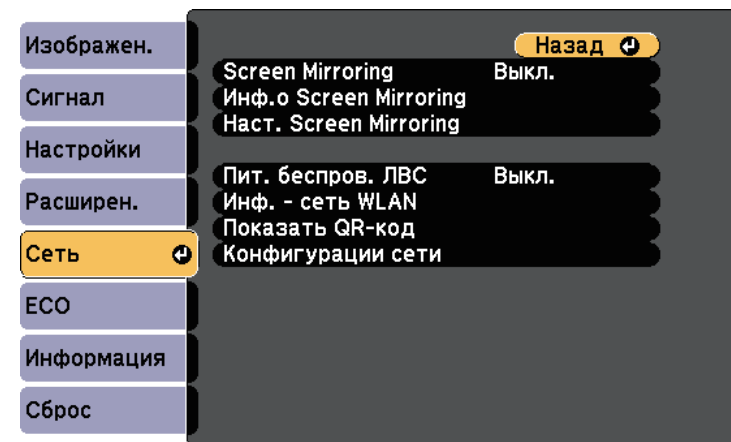 Изображен.
Сигнал
Настройки
Расширен.
Сеть
ECO
Информация
Сброс
Назад
Screen Mirroring Выкл.
Инф.о Screen Mirroring
Наст. Screen Mirroring
Пит. беспров. ЛВС Выкл.
Инф. - сеть WLAN
Показать QR-код
Конфигурации сети